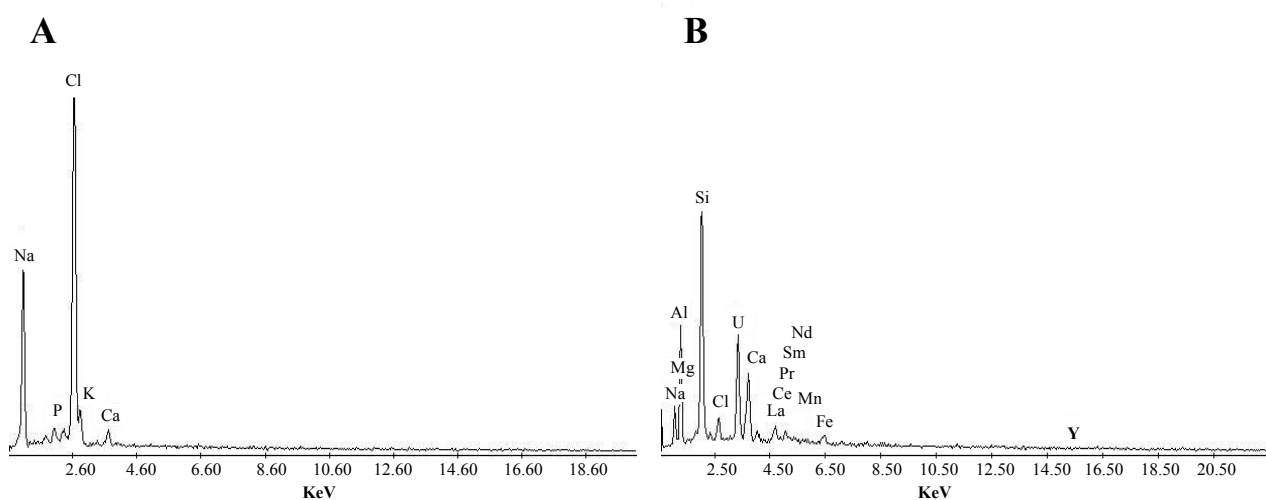 A
B
Cl
Na
P
K
Ca
2.60 4.60 6.60 8.60 10.60 12.60 14.60 16.60 18.60
KeV
Si
Al
U
Nd
Sm
Ca
Mg
Pr
Na
Cl
Ce
Mn
La
Fe
Y
2.50 4.50 6.50 8.50 10.50 12.50 14.50 16.50 18.50 20.50
KeV